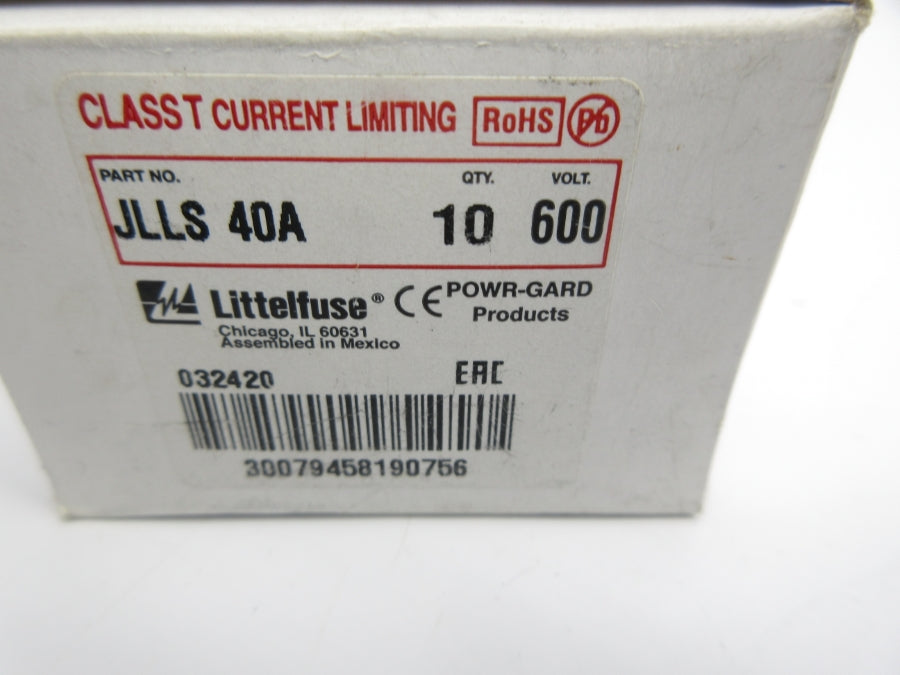 CLASS T CURRENT LIMITING RoHS Pb
PART NO. QTY. VOLT.
JLLS 40A 10 600
Littelfuse® CE POWR-GARD
Products
Chicago, IL 60631
Assembled in Mexico
032420 EAC
30079458190756